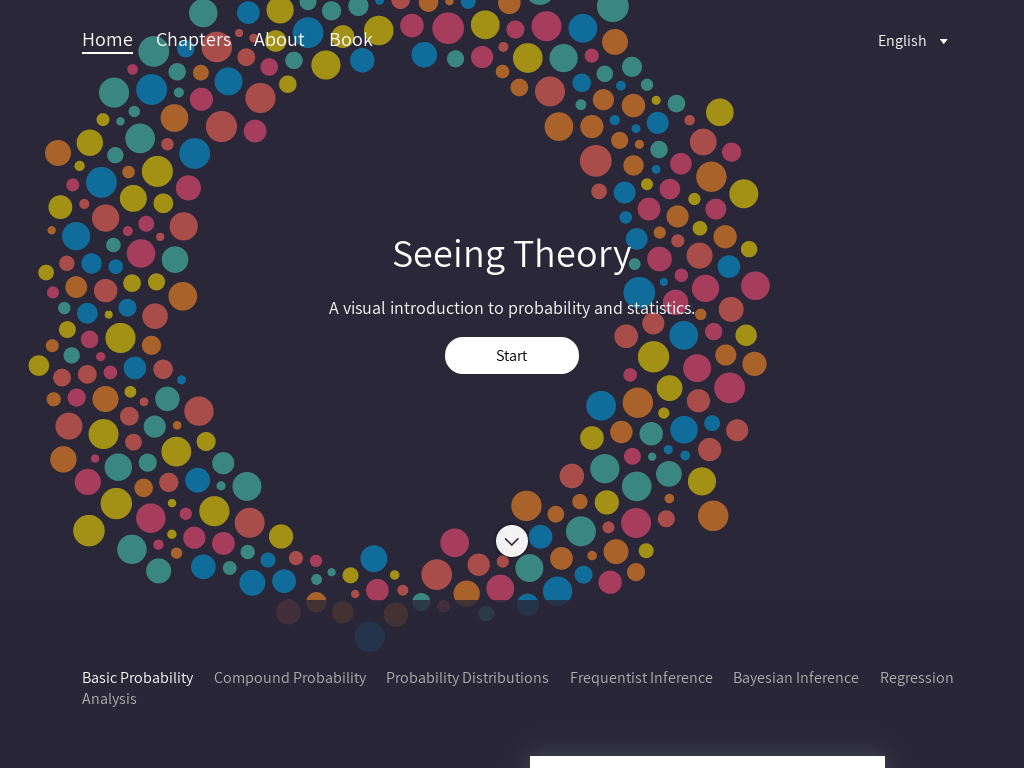 Home Chapters About Book English
Seeing Theory
A visual introduction to probability and statistics.
Start
Basic Probability Compound Probability Probability Distributions Frequentist Inference Bayesian Inference Regression
Analysis